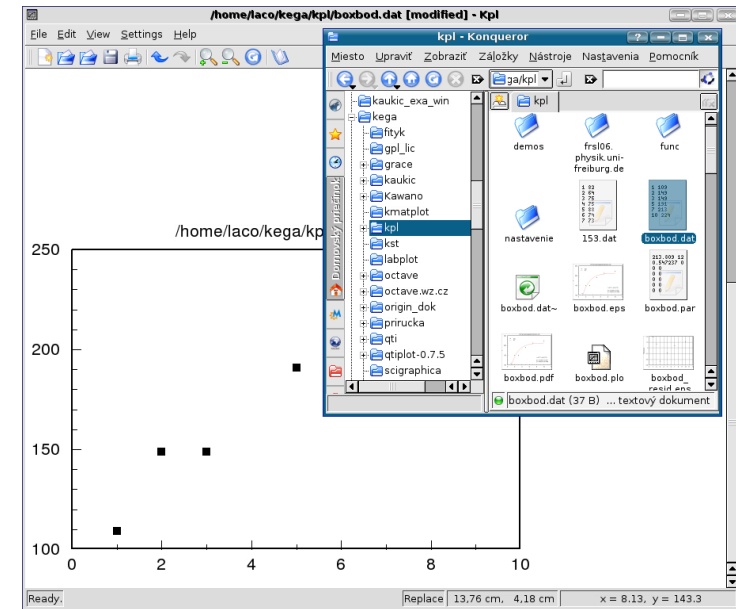 /home/laco/kega/kpl/boxbod.dat [modified] - Kpl
File Edit View Settings Help
/home/laco/kega/kp
250
200
150
100
0 2 4 6 8 10
Ready.
Replace 13,76 cm, 4,18 cm x = 8.13, y = 143.3
kpl - Konqueror
Miesto Upraviť Zobraziť Záložky Nástroje Nastavenia Pomocník
ga/kpl
Domovský priečinok
kaukic_exa_win
kega
fityk
gpl_lic
grace
kaukic
Kawano
kmatplot
kpl
kst
labplot
octave
octave.wz.cz
origin_dok
prirucka
qti
qtiplot-0.7.5
scigraphica
kpl
demos
frsl06.
physik.uni-
freiburg.de
func
nastavenie
153.dat
boxbod.dat
boxbod.dat~
boxbod.eps
boxbod.par
boxbod.pdf
boxbod.plo
boxbod_
resid.eps
boxbod.dat (37 B) ... textový dokument